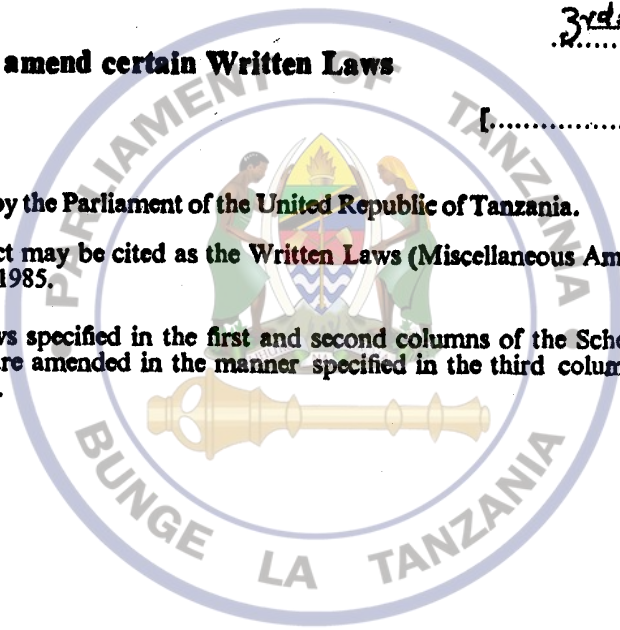 3rd
amend certain Written Laws
[..................
by the Parliament of the United Republic of Tanzania.
ct may be cited as the Written Laws (Miscellaneous Am
1985.
ws specified in the first and second columns of the Sche
re amended in the manner specified in the third colum
.
PARLIAMENT OF TANZANIA
BUNGE LA TANZANIA